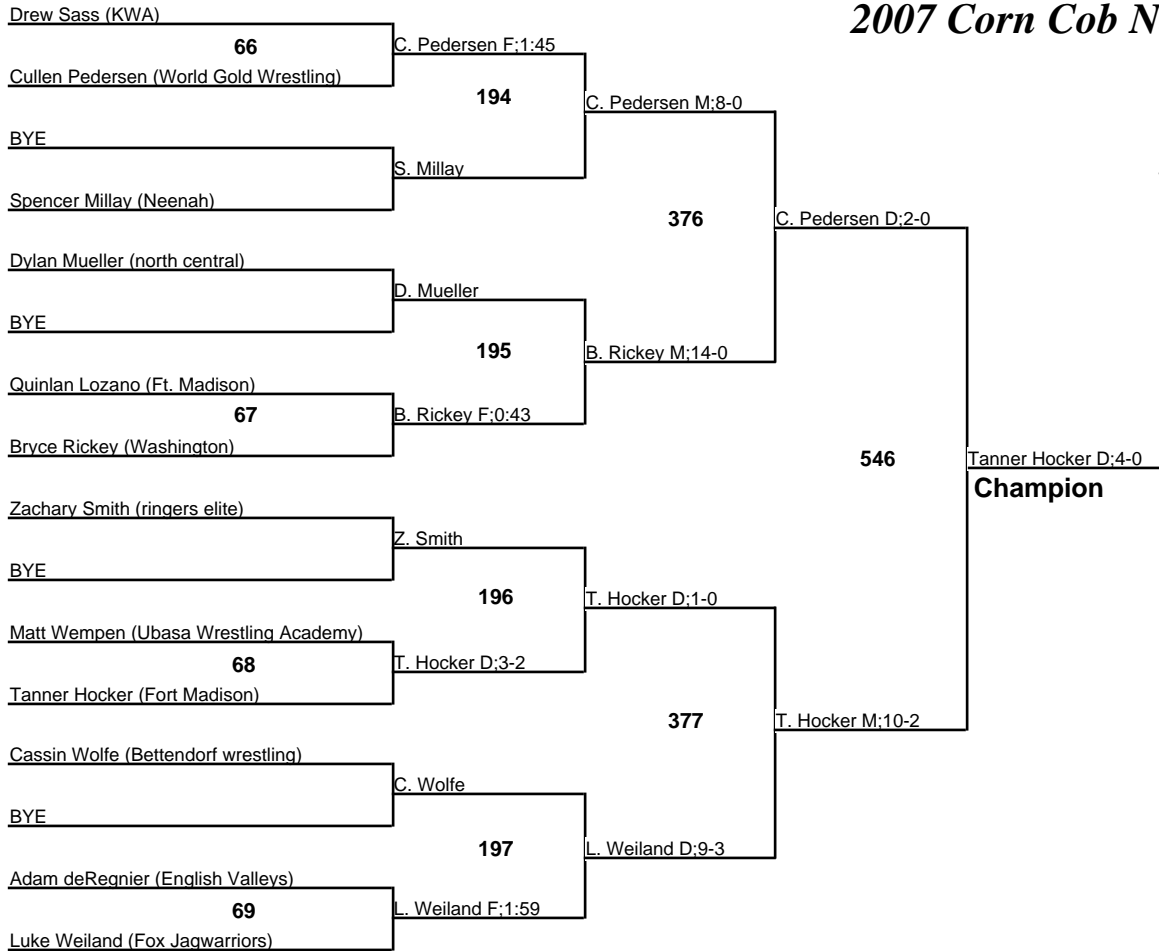 2007 Corn Cob N
Drew Sass (KWA)
66
C. Pedersen F;1:45
Cullen Pedersen (World Gold Wrestling)
194
C. Pedersen M;8-0
BYE
S. Millay
Spencer Millay (Neenah)
376
C. Pedersen D;2-0
Dylan Mueller (north central)
D. Mueller
BYE
195
B. Rickey M;14-0
Quinlan Lozano (Ft. Madison)
67
B. Rickey F;0:43
Bryce Rickey (Washington)
546
Tanner Hocker D;4-0
Champion
Zachary Smith (ringers elite)
Z. Smith
BYE
196
T. Hocker D;1-0
Matt Wempen (Ubasa Wrestling Academy)
68
T. Hocker D;3-2
Tanner Hocker (Fort Madison)
377
T. Hocker M;10-2
Cassin Wolfe (Bettendorf wrestling)
C. Wolfe
BYE
197
L. Weiland D;9-3
Adam deRegnier (English Valleys)
69
L. Weiland F;1:59
Luke Weiland (Fox Jagwarriors)